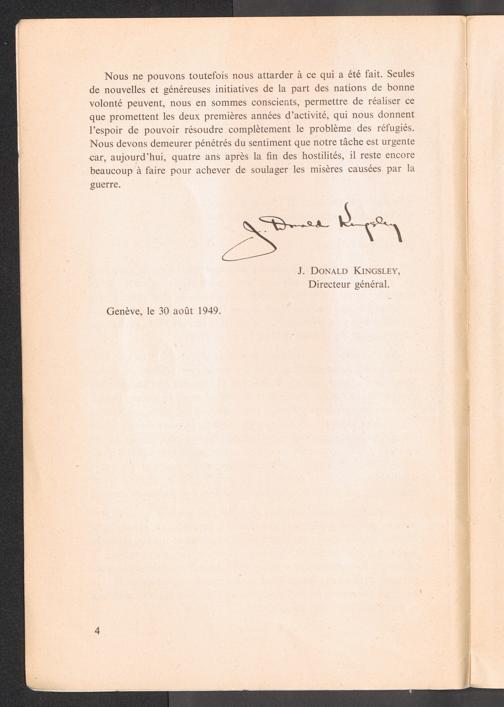 Nous ne pouvons toutefois nous attarder à ce qui a été fait. Seules
de nouvelles et généreuses initiatives de la part des nations de bonne
volonté peuvent, nous en sommes conscients, permettre de réaliser ce
que promettent les deux premières années d'activité, qui nous donnent
l'espoir de pouvoir résoudre complètement le problème des réfugiés.
Nous devons demeurer pénétrés du sentiment que notre tâche est urgente
car, aujourd'hui, quatre ans après la fin des hostilités, il reste encore
beaucoup à faire pour achever de soulager les misères causées par la
guerre.
J. Donald Kingsley
J. DONALD KINGSLEY,
Directeur général.
Genève, le 30 août 1949.
4